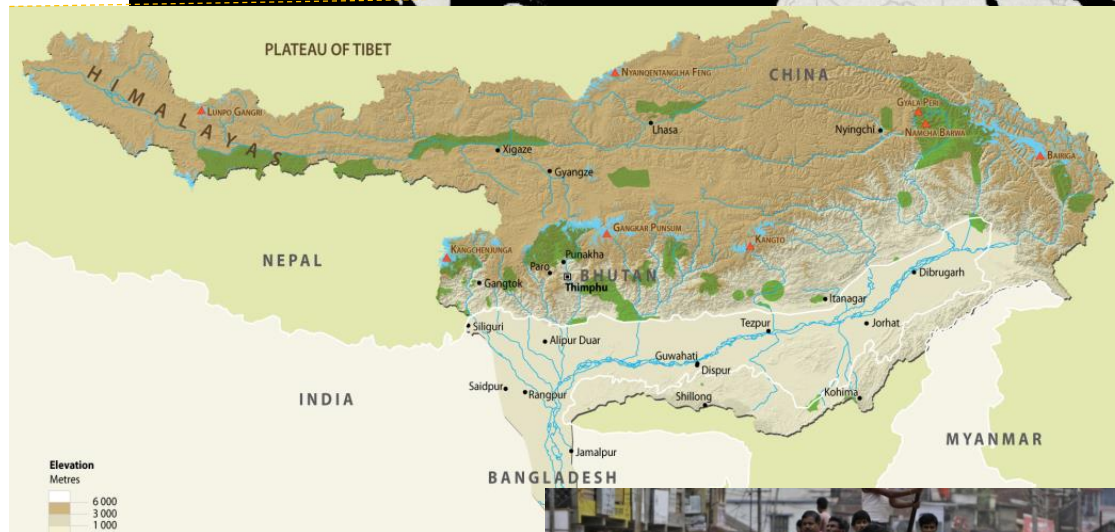 PLATEAU OF TIBET
HIMALAYAS
LUNPO GANGRI
NYAINQENTANGLHA FENG
CHINA
Lhasa
Nyingchi
GYALA PERI
NAMCHA BARWA
BAIRIGA
Xigaze
Gyangze
NEPAL
KANGCHENJUNGA
GANGKAR PUNSUM
KANGTO
Punakha
Paro
BHUTAN
Thimphu
Gangtok
Dibrugarh
Itanagar
Siliguri
Alipur Duar
Tezpur
Jorhat
Guwahati
Dispur
Saidpur
Rangpur
Shillong
Kohima
INDIA
MYANMAR
Jamalpur
BANGLADESH
Elevation
Metres
6 000
3 000
1 000